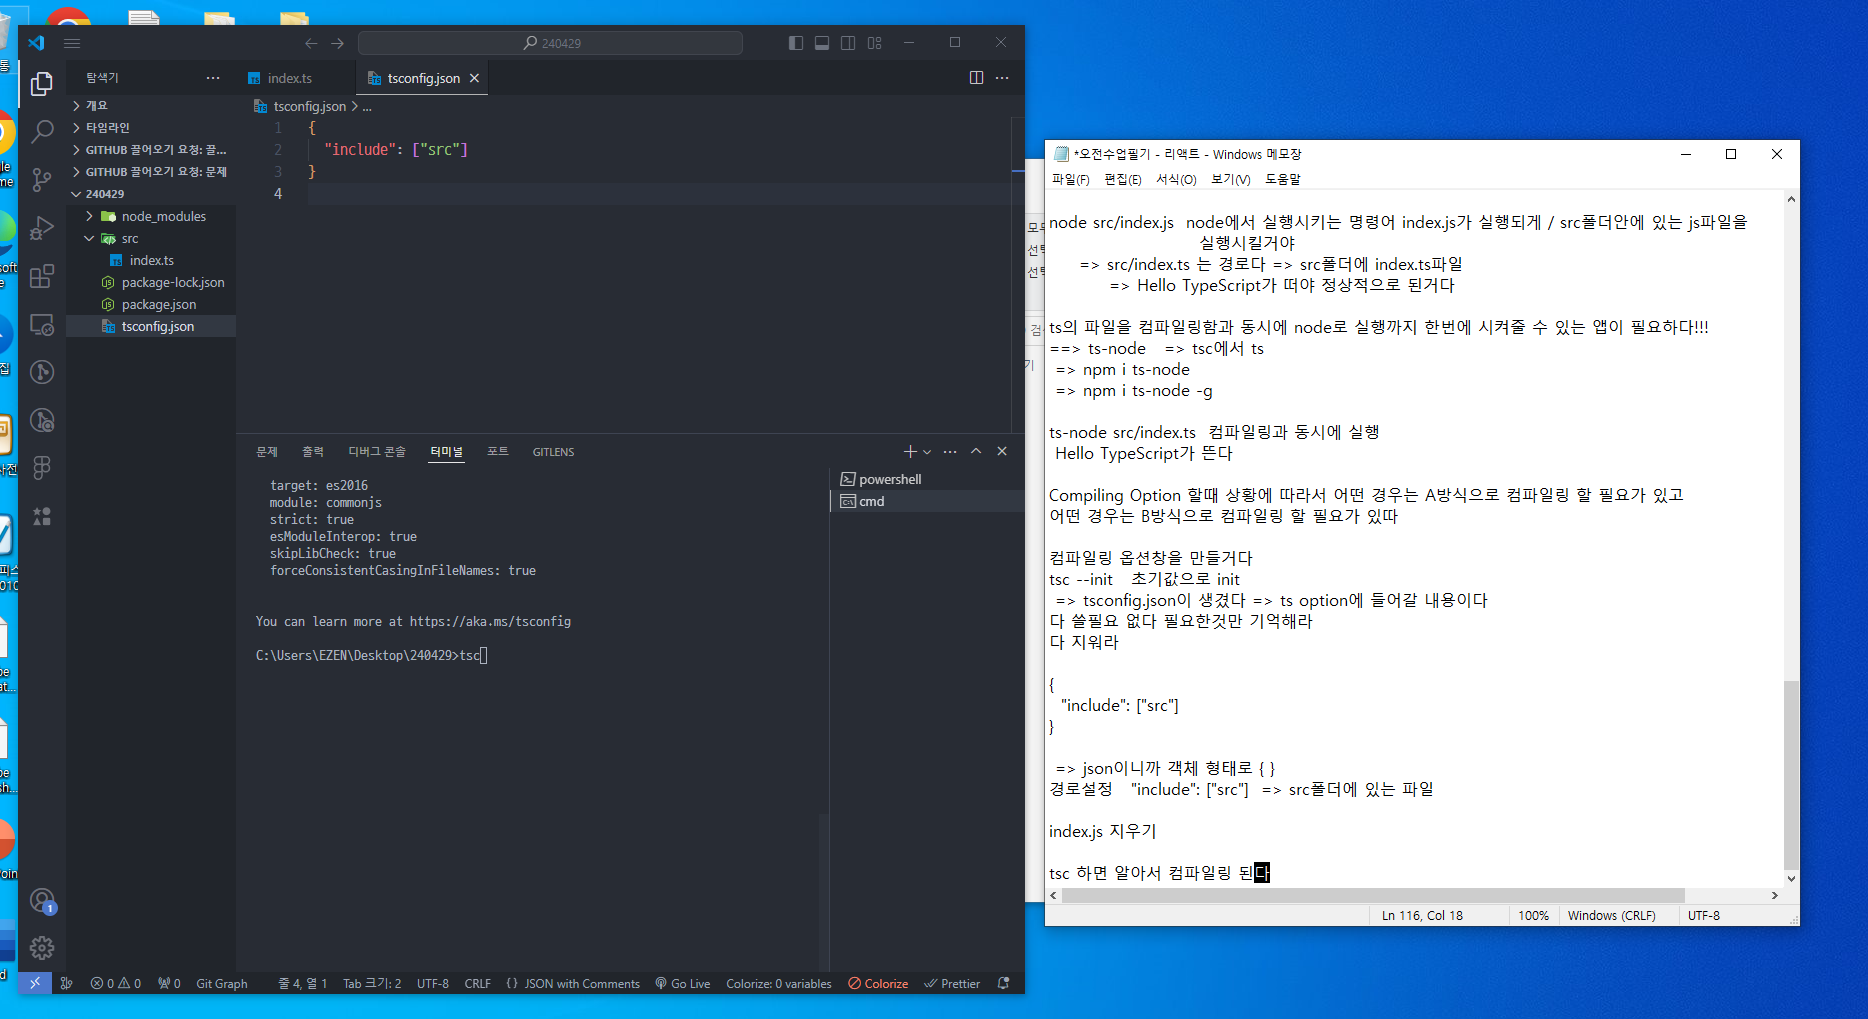 240429
탐색기
index.ts
tsconfig.json
개요
타임라인
GITHUB 끌어오기 요청: 끌...
GITHUB 끌어오기 요청: 문제
240429
node_modules
src
index.ts
package-lock.json
package.json
tsconfig.json
tsconfig.json > ...
1 {
2 "include": ["src"]
3 }
4
문제 출력 디버그 콘솔 터미널 포트 GITLENS
target: es2016
module: commonjs
strict: true
esModuleInterop: true
skipLibCheck: true
forceConsistentCasingInFileNames: true
You can learn more at https://aka.ms/tsconfig
C:\Users\EZEN\Desktop\240429>tsc
powershell
cmd
1
0 0 0 Git Graph 줄 4, 열 1 Tab 크기: 2 UTF-8 CRLF {} JSON with Comments Go Live Colorize: 0 variables Colorize Prettier
*오전수업필기 - 리액트 - Windows 메모장
파일(F) 편집(E) 서식(O) 보기(V) 도움말
node src/index.js node에서 실행시키는 명령어 index.js가 실행되게 / src폴더안에 있는 js파일을
실행시킬거야
=> src/index.ts 는 경로다 => src폴더에 index.ts파일
=> Hello TypeScript가 떠야 정상적으로 된거다
ts의 파일을 컴파일링함과 동시에 node로 실행까지 한번에 시켜줄 수 있는 앱이 필요하다!!!
==> ts-node => tsc에서 ts
=> npm i ts-node
=> npm i ts-node -g
ts-node src/index.ts 컴파일링과 동시에 실행
Hello TypeScript가 뜬다
Compiling Option 할때 상황에 따라서 어떤 경우는 A방식으로 컴파일링 할 필요가 있고
어떤 경우는 B방식으로 컴파일링 할 필요가 있따
컴파일링 옵션창을 만들거다
tsc --init 초기값으로 init
=> tsconfig.json이 생겼다 => ts option에 들어갈 내용이다
다 쓸필요 없다 필요한것만 기억해라
다 지워라
{
"include": ["src"]
}
=> json이니까 객체 형태로 { }
경로설정 "include": ["src"] => src폴더에 있는 파일
index.js 지우기
tsc 하면 알아서 컴파일링 된다
Ln 116, Col 18 100% Windows (CRLF) UTF-8